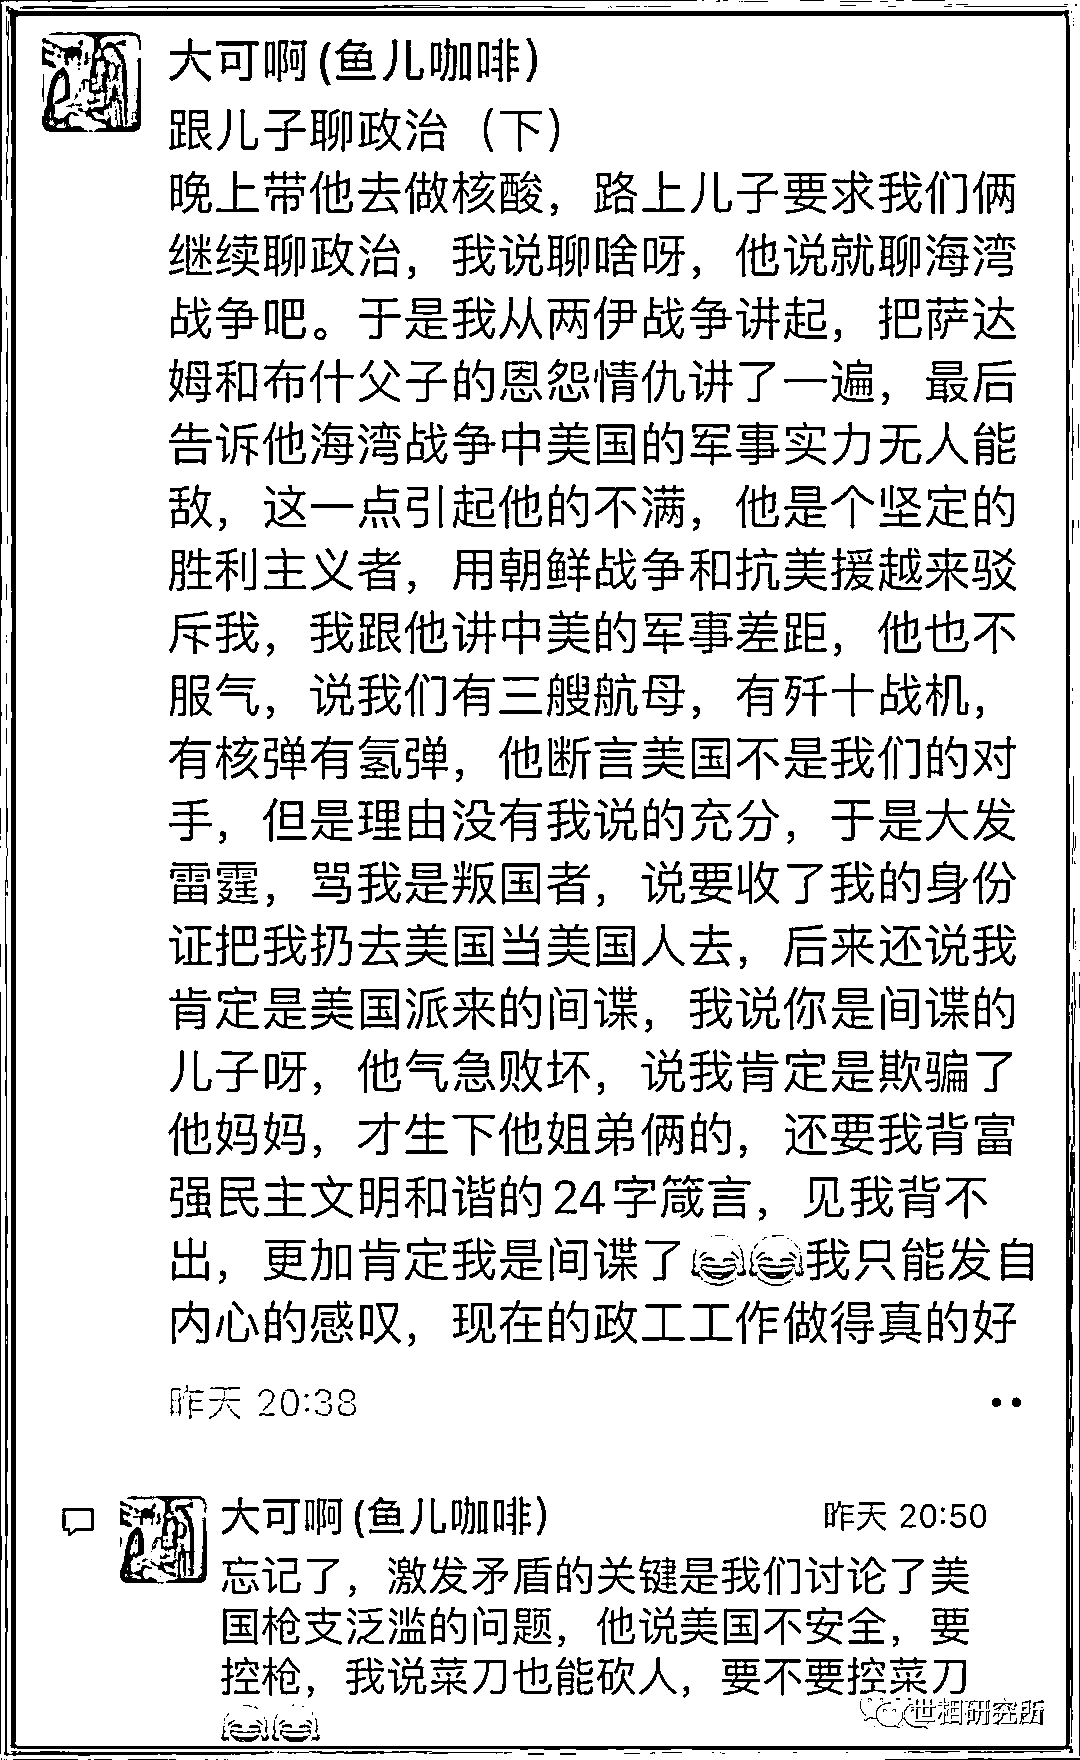 大可啊(鱼儿咖啡)
跟儿子聊政治（下）
晚上带他去做核酸，路上儿子要求我们俩
继续聊政治，我说聊啥呀，他说就聊海湾
战争吧。于是我从两伊战争讲起，把萨达
姆和布什父子的恩怨情仇讲了一遍，最后
告诉他海湾战争中美国的军事实力无人能
敌，这一点引起他的不满，他是个坚定的
胜利主义者，用朝鲜战争和抗美援越来驳
斥我，我跟他讲中美的军事差距，他也不
服气，说我们有三艘航母，有歼十战机，
有核弹有氢弹，他断言美国不是我们的对
手，但是理由没有我说的充分，于是大发
雷霆，骂我是叛国者，说要收了我的身份
证把我扔去美国当美国人去，后来还说我
肯定是美国派来的间谍，我说你是间谍的
儿子呀，他气急败坏，说我肯定是欺骗了
他妈妈，才生下他姐弟俩的，还要我背富
强民主文明和谐的24字箴言，见我背不
出，更加肯定我是间谍了😂😂我只能发自
内心的感叹，现在的政工工作做得真的好
昨天 20:38
大可啊(鱼儿咖啡) 昨天 20:50
忘记了，激发矛盾的关键是我们讨论了美
国枪支泛滥的问题，他说美国不安全，要
控枪，我说菜刀也能砍人，要不要控菜刀
😂😂
世相研究所